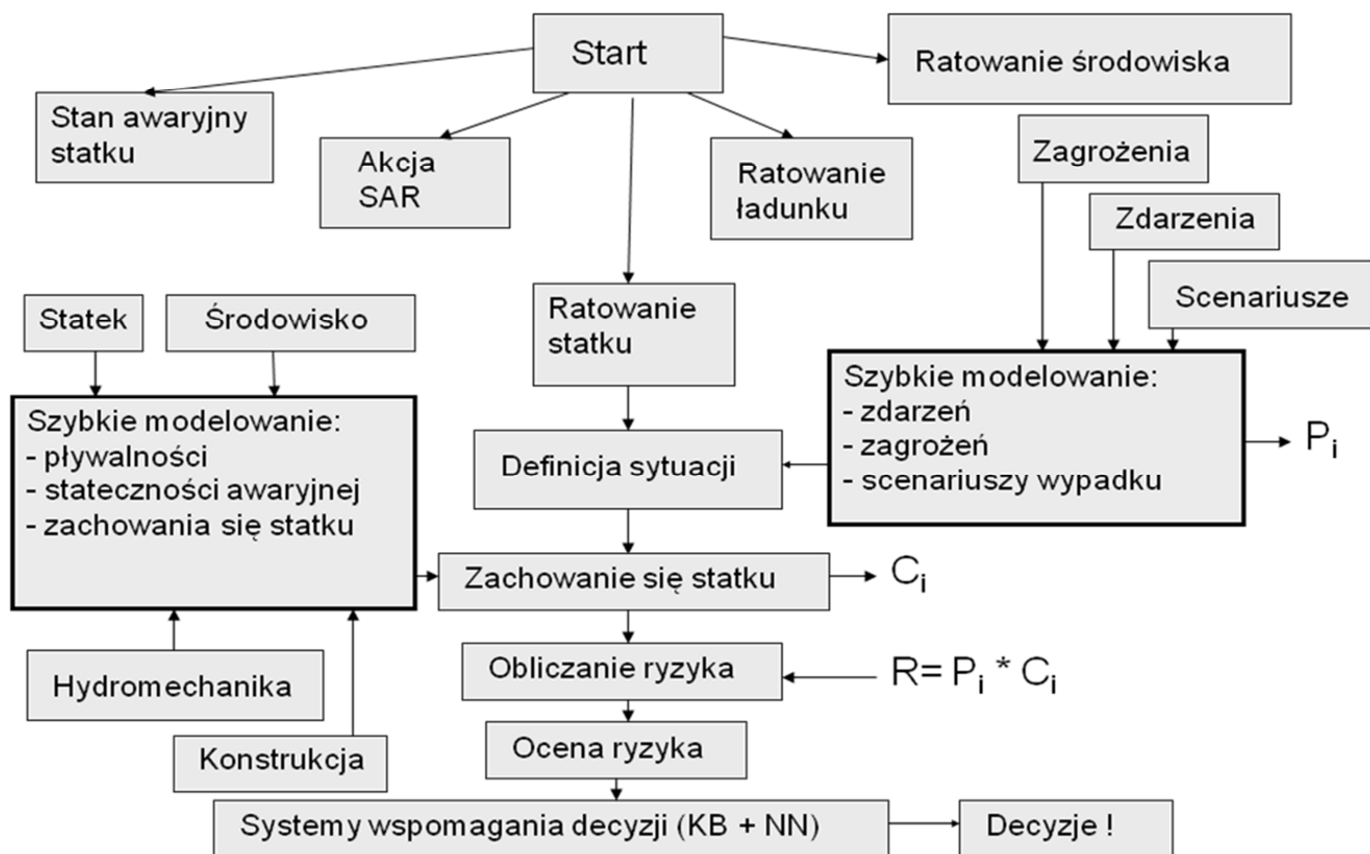 Start
Ratowanie środowiska
Stan awaryjny
statku
Akcja
SAR
Ratowanie
ładunku
Zagrożenia
Zdarzenia
Scenariusze
Statek
Środowisko
Ratowanie
statku
Szybkie modelowanie:
- pływalności
- stateczności awaryjnej
- zachowania się statku
Szybkie modelowanie:
- zdarzeń
- zagrożeń
- scenariuszy wypadku
Pi
Definicja sytuacji
Zachowanie się statku
Ci
Hydromechanika
Obliczanie ryzyka
R= Pi * Ci
Konstrukcja
Ocena ryzyka
Systemy wspomagania decyzji (KB + NN)
Decyzje !